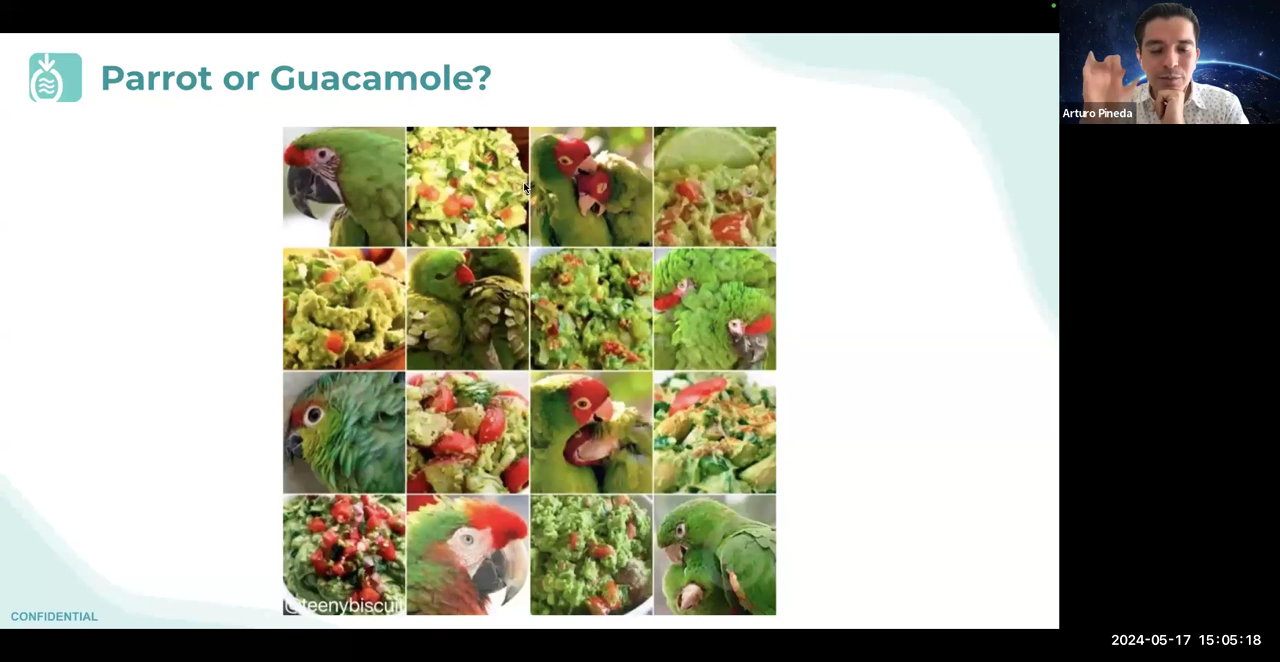 Parrot or Guacamole?
Arturo Pineda
@teenybiscuit
CONFIDENTIAL
2024-05-17 15:05:18